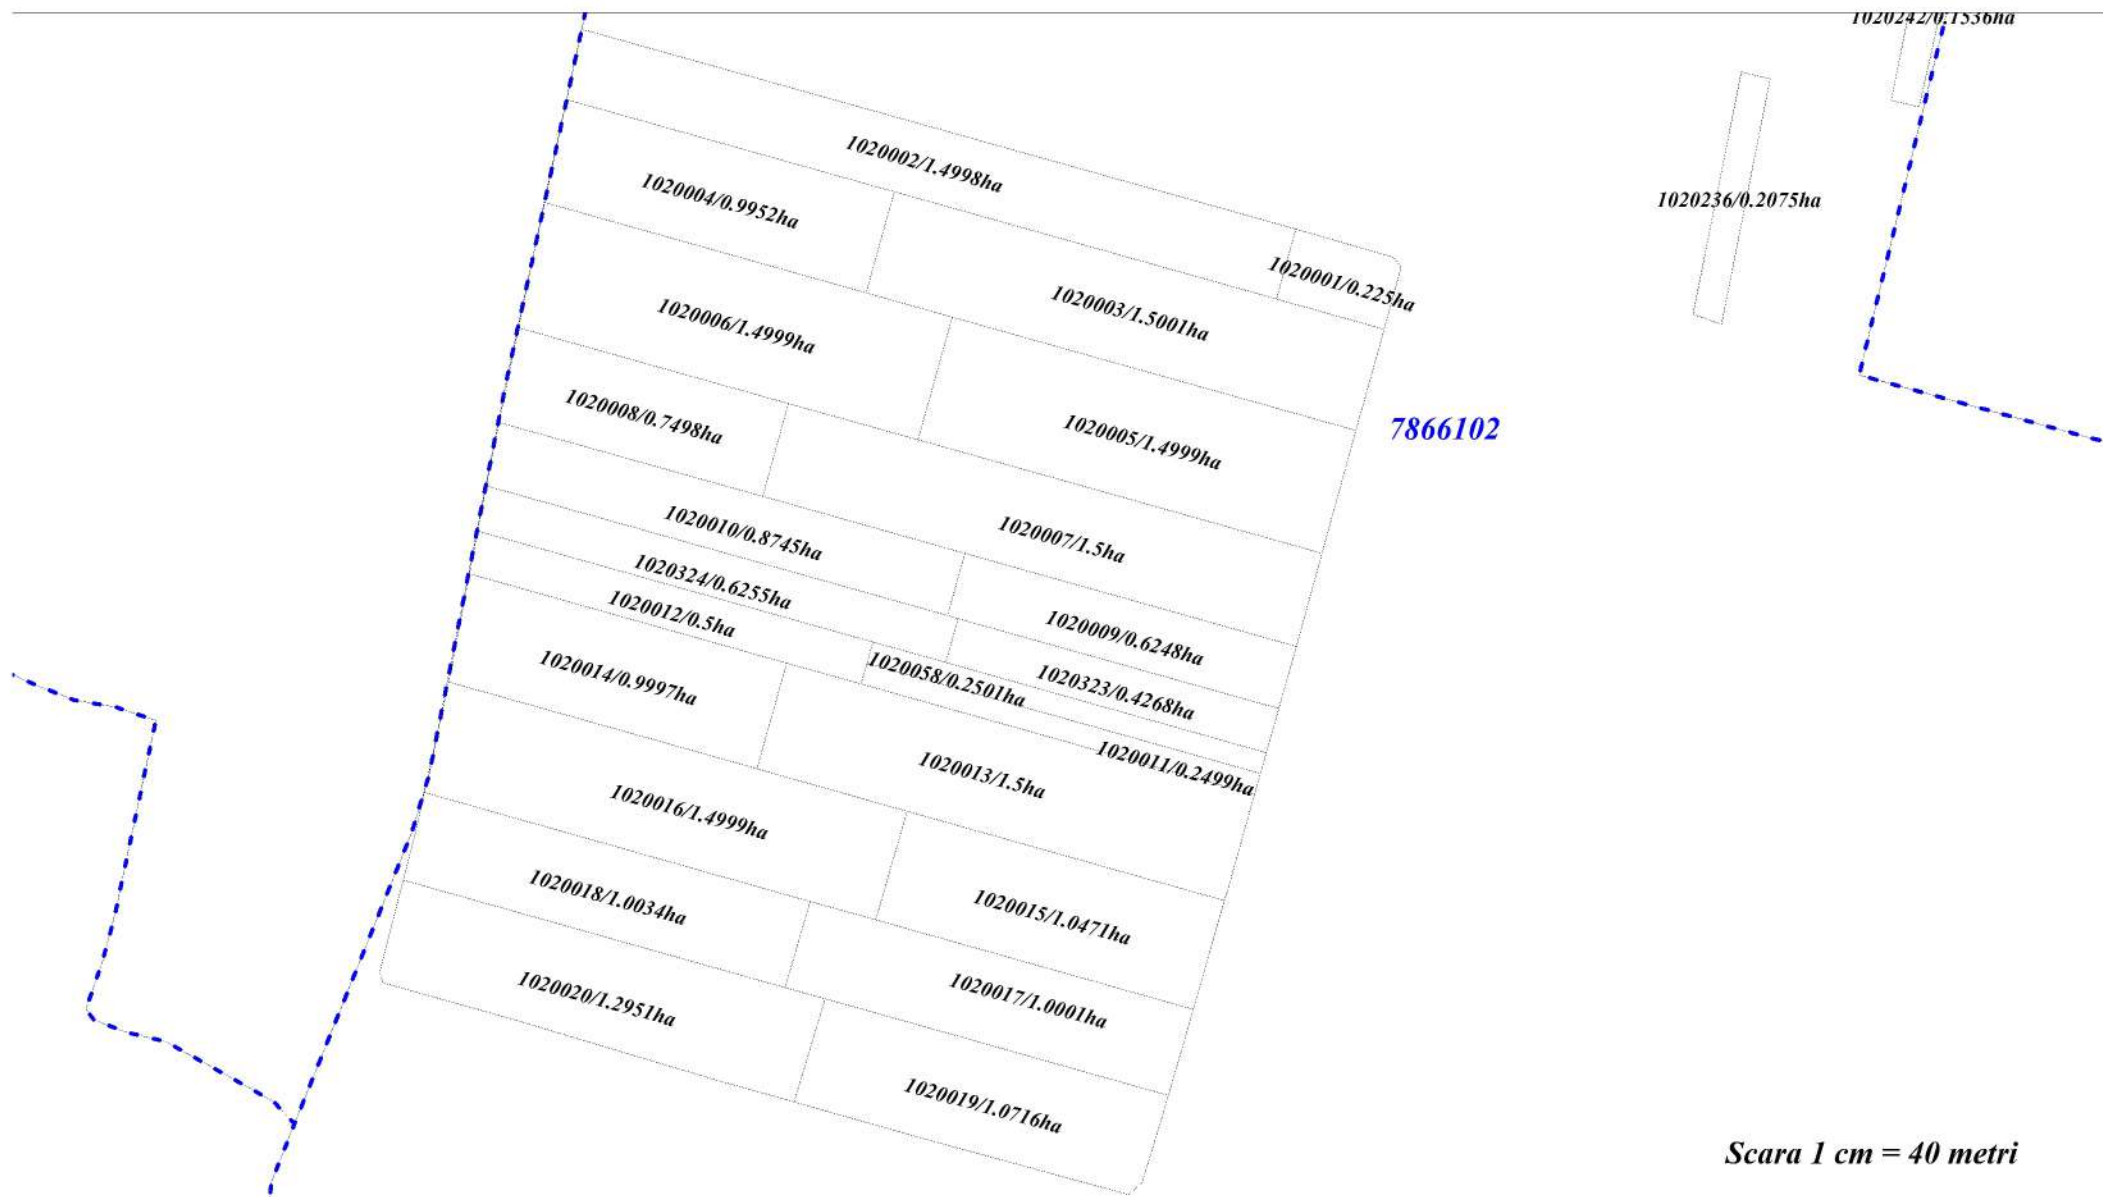 1020242/0.1536ha
1020002/1.4998ha
1020004/0.9952ha
1020236/0.2075ha
1020001/0.225ha
1020003/1.5001ha
1020006/1.4999ha
1020008/0.7498ha
1020005/1.4999ha
7866102
1020010/0.8745ha
1020007/1.5ha
1020324/0.6255ha
1020012/0.5ha
1020009/0.6248ha
1020014/0.9997ha
1020058/0.2501ha
1020323/0.4268ha
1020011/0.2499ha
1020013/1.5ha
1020016/1.4999ha
1020018/1.0034ha
1020015/1.0471ha
1020020/1.2951ha
1020017/1.0001ha
1020019/1.0716ha
Scara 1 cm = 40 metri